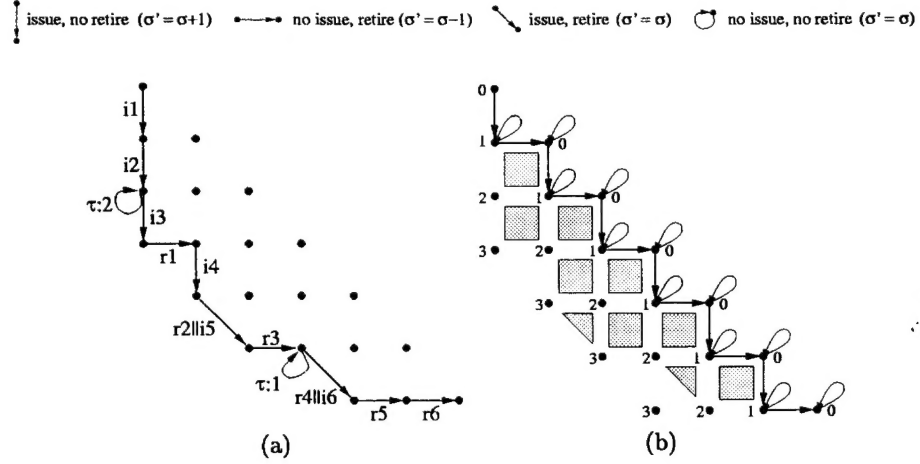 issue, no retire (σ' = σ+1) no issue, retire (σ' = σ−1) issue, retire (σ' = σ) no issue, no retire (σ' = σ)
i1
i2
τ:2
i3
r1
i4
r2||i5
r3
τ:1
r4||i6
r5 r6
(a)
0
1 0
2 1 0
3 2 1 0
3 2 1 0
3 2 1 0
3 2 1 0
(b)